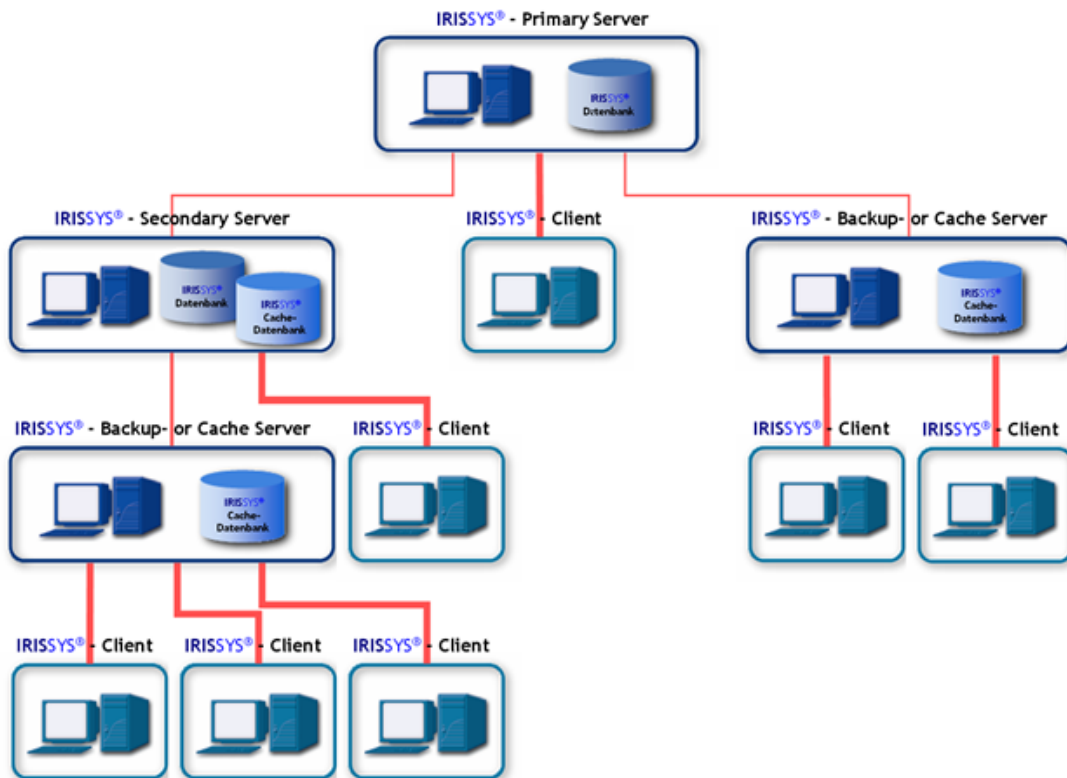 IRISSYS® - Primary Server
IRISSYS®
Datenbank
IRISSYS® - Secondary Server
IRISSYS® - Client
IRISSYS® - Backup- or Cache Server
IRISSYS®
Datenbank
IRISSYS®
Cache-
Datenbank
IRISSYS®
Cache-
Datenbank
IRISSYS® - Backup- or Cache Server
IRISSYS® - Client
IRISSYS® - Client
IRISSYS® - Client
IRISSYS®
Cache-
Datenbank
IRISSYS® - Client
IRISSYS® - Client
IRISSYS® - Client